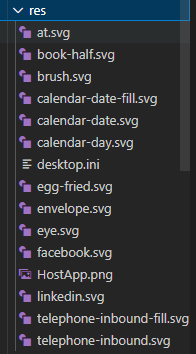 res
at.svg
book-half.svg
brush.svg
calendar-date-fill.svg
calendar-date.svg
calendar-day.svg
desktop.ini
egg-fried.svg
envelope.svg
eye.svg
facebook.svg
HostApp.png
linkedin.svg
telephone-inbound-fill.svg
telephone-inbound.svg